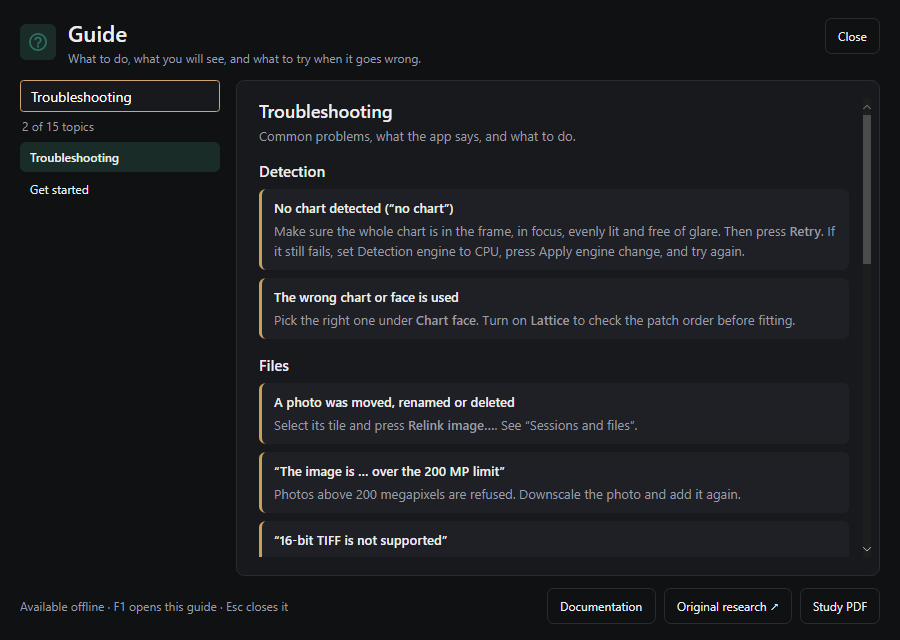 Guide
What to do, what you will see, and what to try when it goes wrong.
Close
Troubleshooting
2 of 15 topics
Troubleshooting
Get started
Troubleshooting
Common problems, what the app says, and what to do.
Detection
No chart detected (“no chart”)
Make sure the whole chart is in the frame, in focus, evenly lit and free of glare. Then press Retry. If
it still fails, set Detection engine to CPU, press Apply engine change, and try again.
The wrong chart or face is used
Pick the right one under Chart face. Turn on Lattice to check the patch order before fitting.
Files
A photo was moved, renamed or deleted
Select its tile and press Relink image.... See “Sessions and files”.
“The image is ... over the 200 MP limit”
Photos above 200 megapixels are refused. Downscale the photo and add it again.
“16-bit TIFF is not supported”
Available offline · F1 opens this guide · Esc closes it
Documentation
Original research ↗
Study PDF